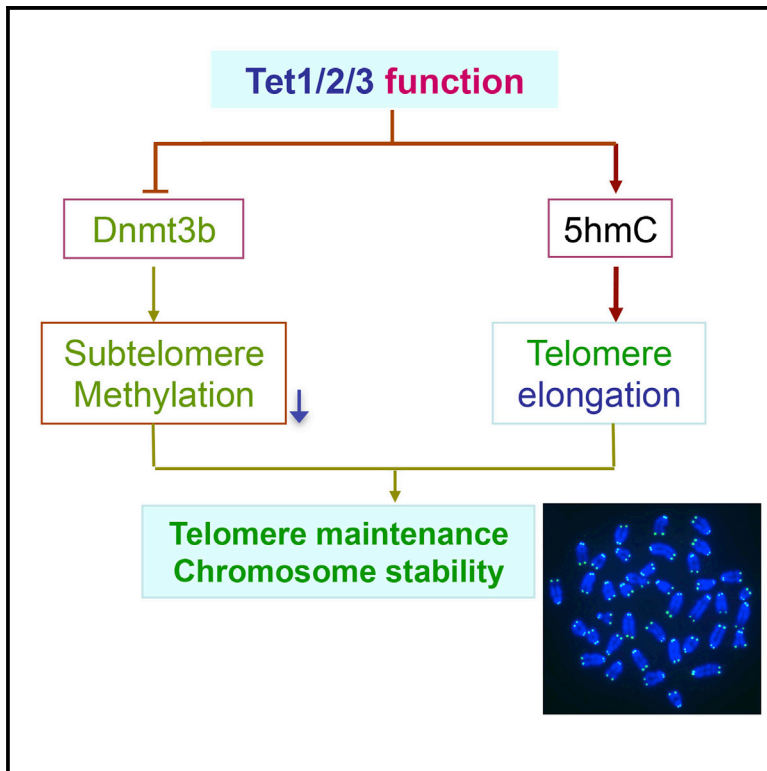 Tet1/2/3 function
Dnmt3b
5hmC
Subtelomere
Methylation
Telomere
elongation
Telomere maintenance
Chromosome stability